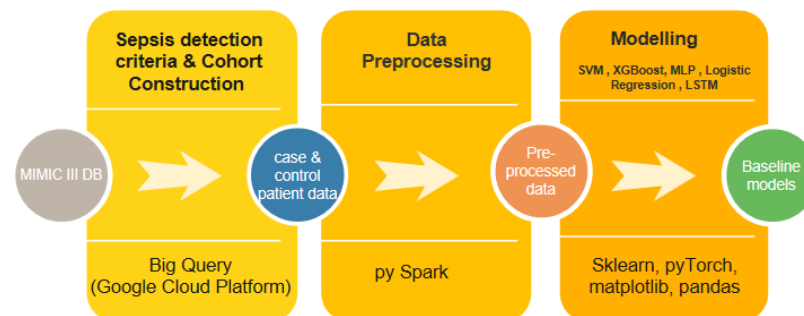 Sepsis detection
criteria & Cohort
Construction
Data
Preprocessing
Modelling
SVM , XGBoost, MLP , Logistic
Regression , LSTM
MIMIC III DB
case &
control
patient data
Pre-
processed
data
Baseline
models
Big Query
(Google Cloud Platform)
py Spark
Sklearn, pyTorch,
matplotlib, pandas